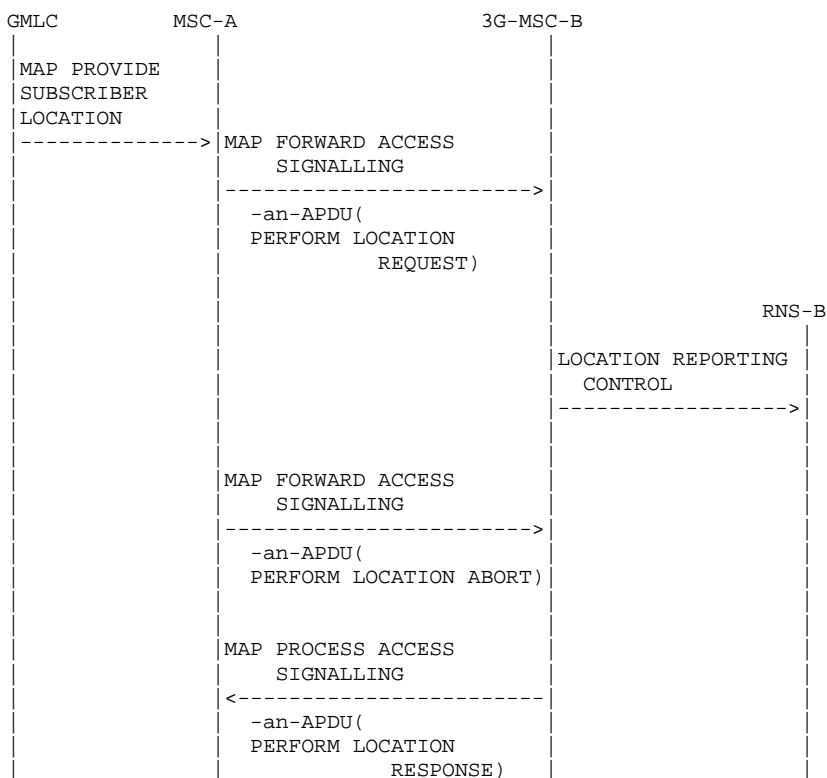 GMLC MSC-A 3G-MSC-B
MAP PROVIDE
SUBSCRIBER
LOCATION
-------------->
MAP FORWARD ACCESS
SIGNALLING
------------------------>
-an-APDU(
PERFORM LOCATION
REQUEST)
RNS-B
LOCATION REPORTING
CONTROL
------------------>
MAP FORWARD ACCESS
SIGNALLING
------------------------>
-an-APDU(
PERFORM LOCATION ABORT)
MAP PROCESS ACCESS
SIGNALLING
<------------------------
-an-APDU(
PERFORM LOCATION
RESPONSE)